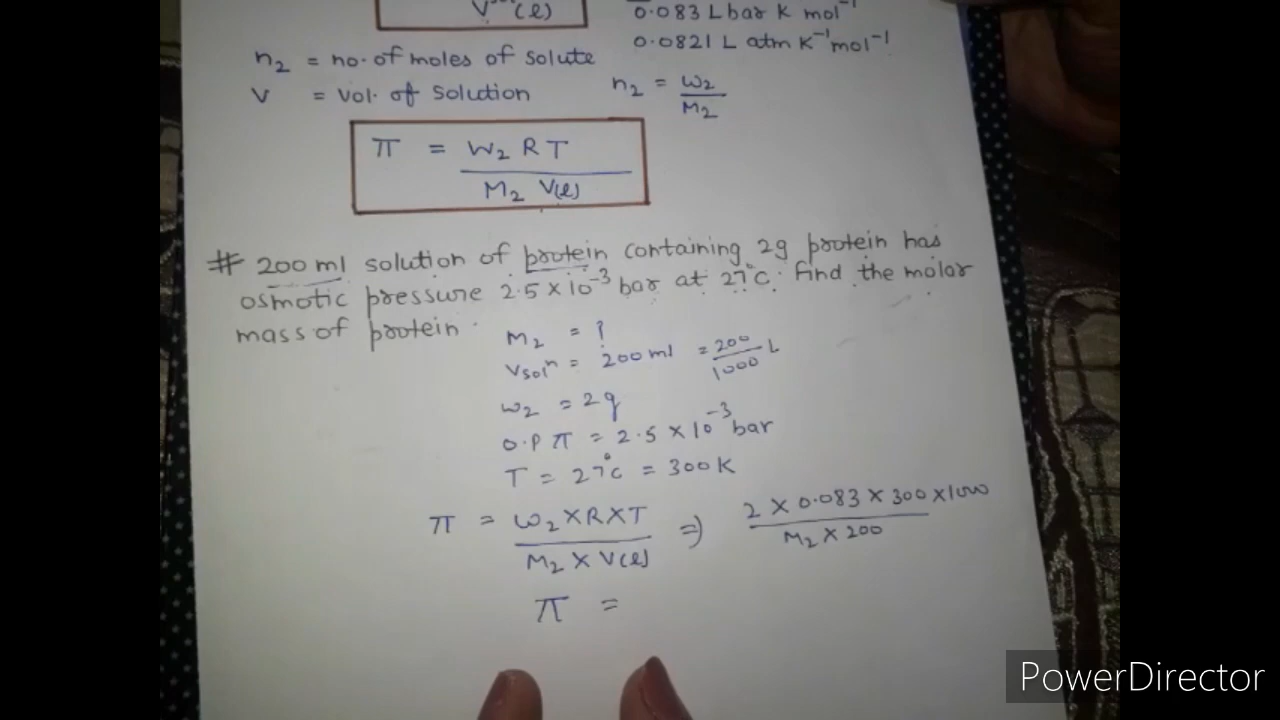 Vˢᵒˡ(l)
0.083 L bar K mol⁻¹
0.0821 L atm K⁻¹ mol⁻¹
n₂ = no. of moles of solute
V = Vol. of solution
n₂ = W₂ / M₂
π = W₂ R T / M₂ V(l)
# 200 ml solution of protein containing 2g protein has
osmotic pressure 2.5 × 10⁻³ bar at 27°C. Find the molar
mass of protein.
M₂ = ?
Vsolⁿ = 200 ml = 200/1000 L
w₂ = 2g
O.P π = 2.5 × 10⁻³ bar
T = 27°C = 300 K
π = W₂ X R X T / M₂ X V(l) ⇒ 2 X 0.083 X 300 X 1000 / M₂ X 200
π =
PowerDirector